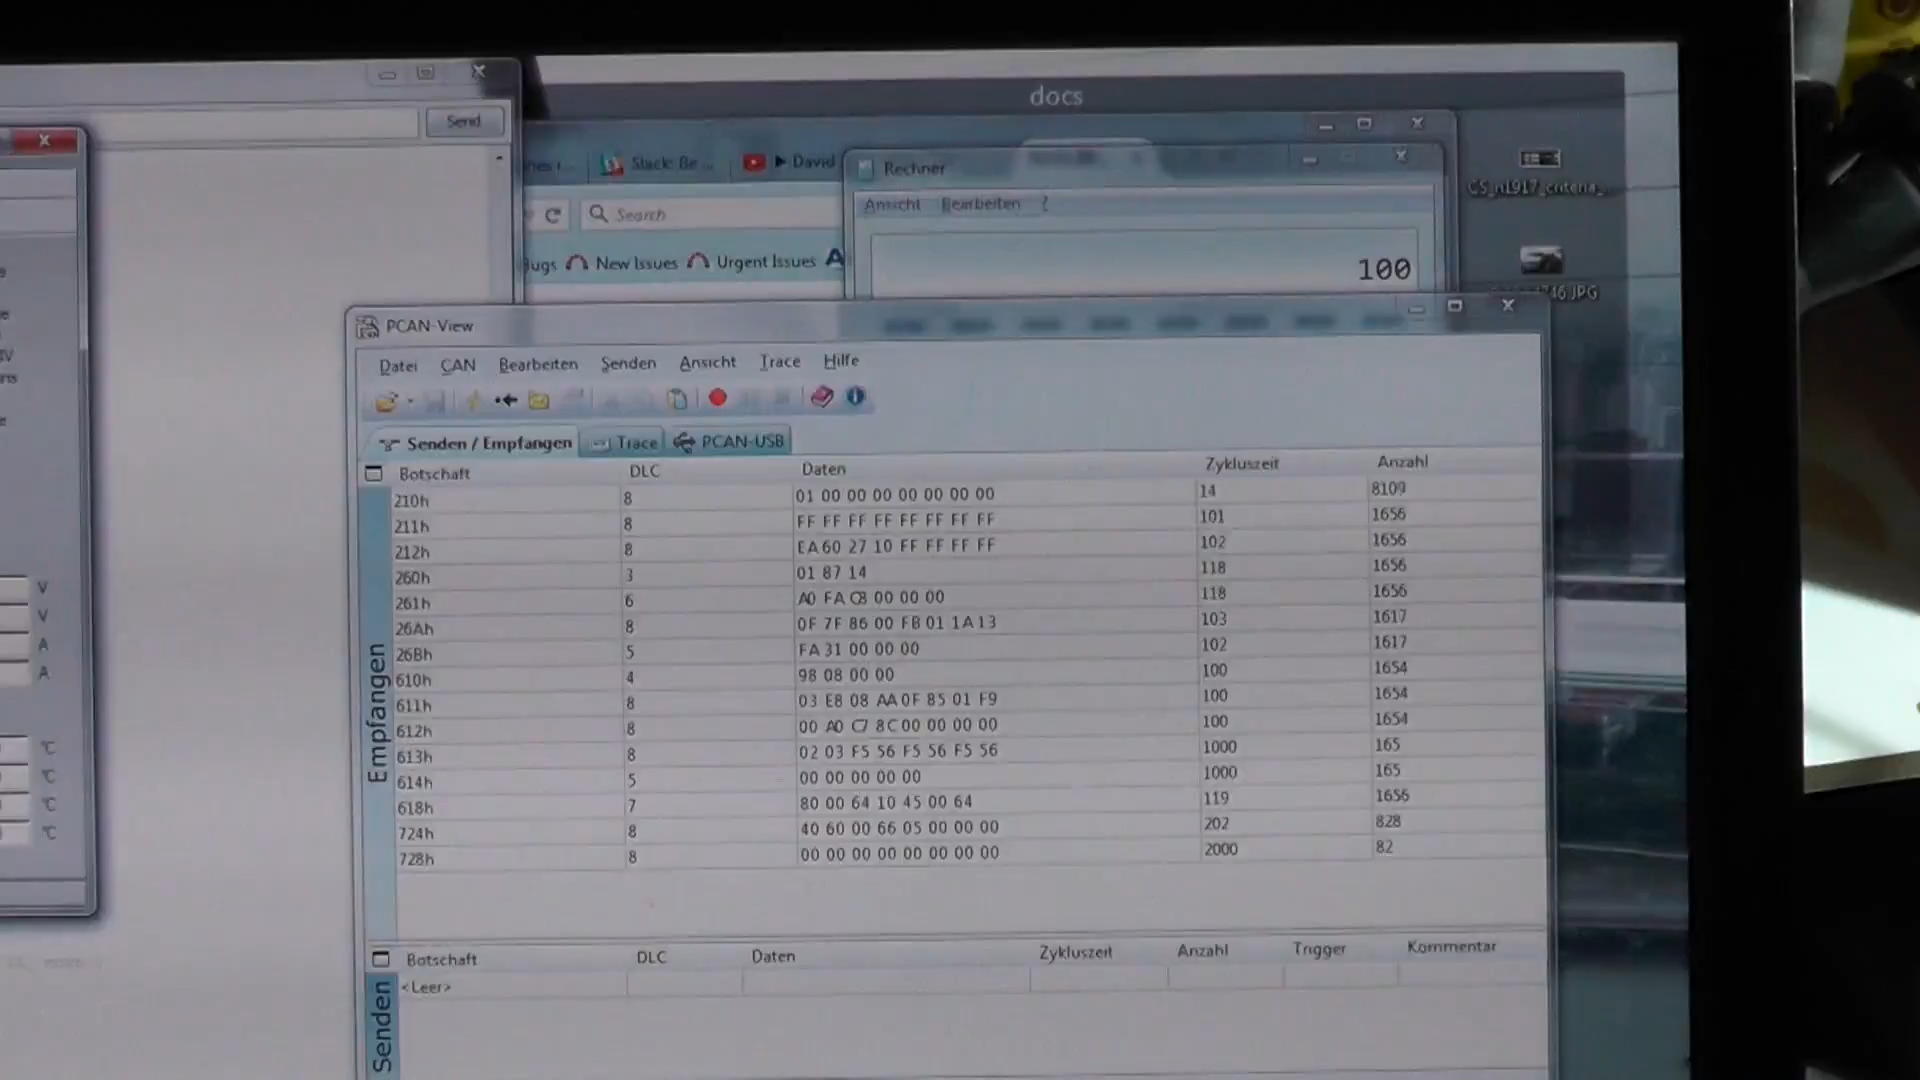 docs
Send
Slack: Be...
David
Rechner
Ansicht Bearbeiten ?
Search
100
Bugs New Issues Urgent Issues A
CS_n1917_criteria_...
746.JPG
PCAN-View
Datei CAN Bearbeiten Senden Ansicht Trace Hilfe
Senden / Empfangen Trace PCAN-USB
Botschaft DLC Daten Zykluszeit Anzahl
210h 8 01 00 00 00 00 00 00 00 14 8109
211h 8 FF FF FF FF FF FF FF FF 101 1656
212h 8 EA 60 27 10 FF FF FF FF 102 1656
260h 3 01 87 14 118 1656
261h 6 A0 FA C8 00 00 00 118 1656
26Ah 8 0F 7F 86 00 FB 01 1A 13 103 1617
26Bh 5 FA 31 00 00 00 102 1617
610h 4 98 08 00 00 100 1654
611h 8 03 E8 08 AA 0F 85 01 F9 100 1654
612h 8 00 A0 C7 8C 00 00 00 00 100 1654
613h 8 02 03 F5 56 F5 56 F5 56 1000 165
614h 5 00 00 00 00 00 1000 165
618h 7 80 00 64 10 45 00 64 119 1656
724h 8 40 60 00 66 05 00 00 00 202 828
728h 8 00 00 00 00 00 00 00 00 2000 82
Empfangen
Botschaft DLC Daten Zykluszeit Anzahl Trigger Kommentar
<Leer>
Senden
V
V
A
A
°C
°C
°C
°C